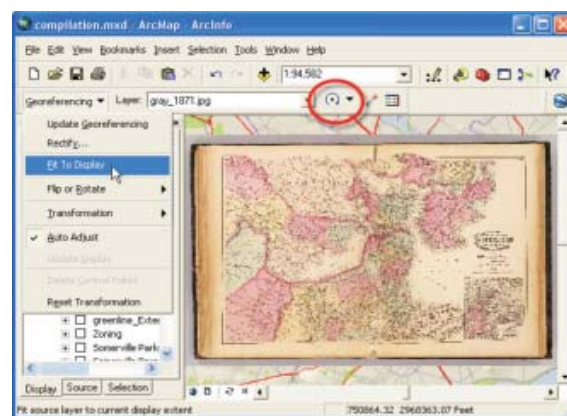 compilation.mxd - ArcMap - ArcInfo
File Edit View Bookmarks Insert Selection Tools Window Help
1:94,582
Georeferencing Layer: gray_1871.jpg
Update Georeferencing
Rectify...
Fit To Display
Flip or Rotate
Transformation
Auto Adjust
Update Display
Delete Control Points
Reset Transformation
greenline_Exter
Zoning
Somerville Park
Display Source Selection
Fit source layer to current display extent
750864.32 2968363.07 Feet